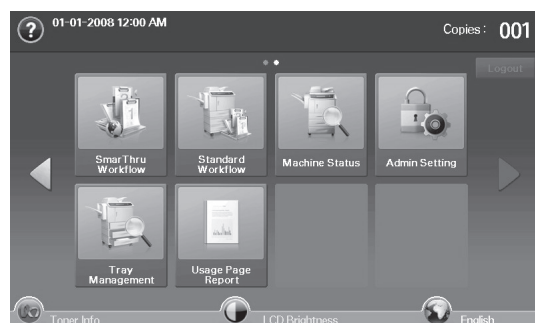 01-01-2008 12:00 AM
Copies : 001
Logout
SmarThru
Workflow
Standard
Workflow
Machine Status
Admin Setting
Tray
Management
Usage Page
Report
Toner Info
LCD Brightness
English